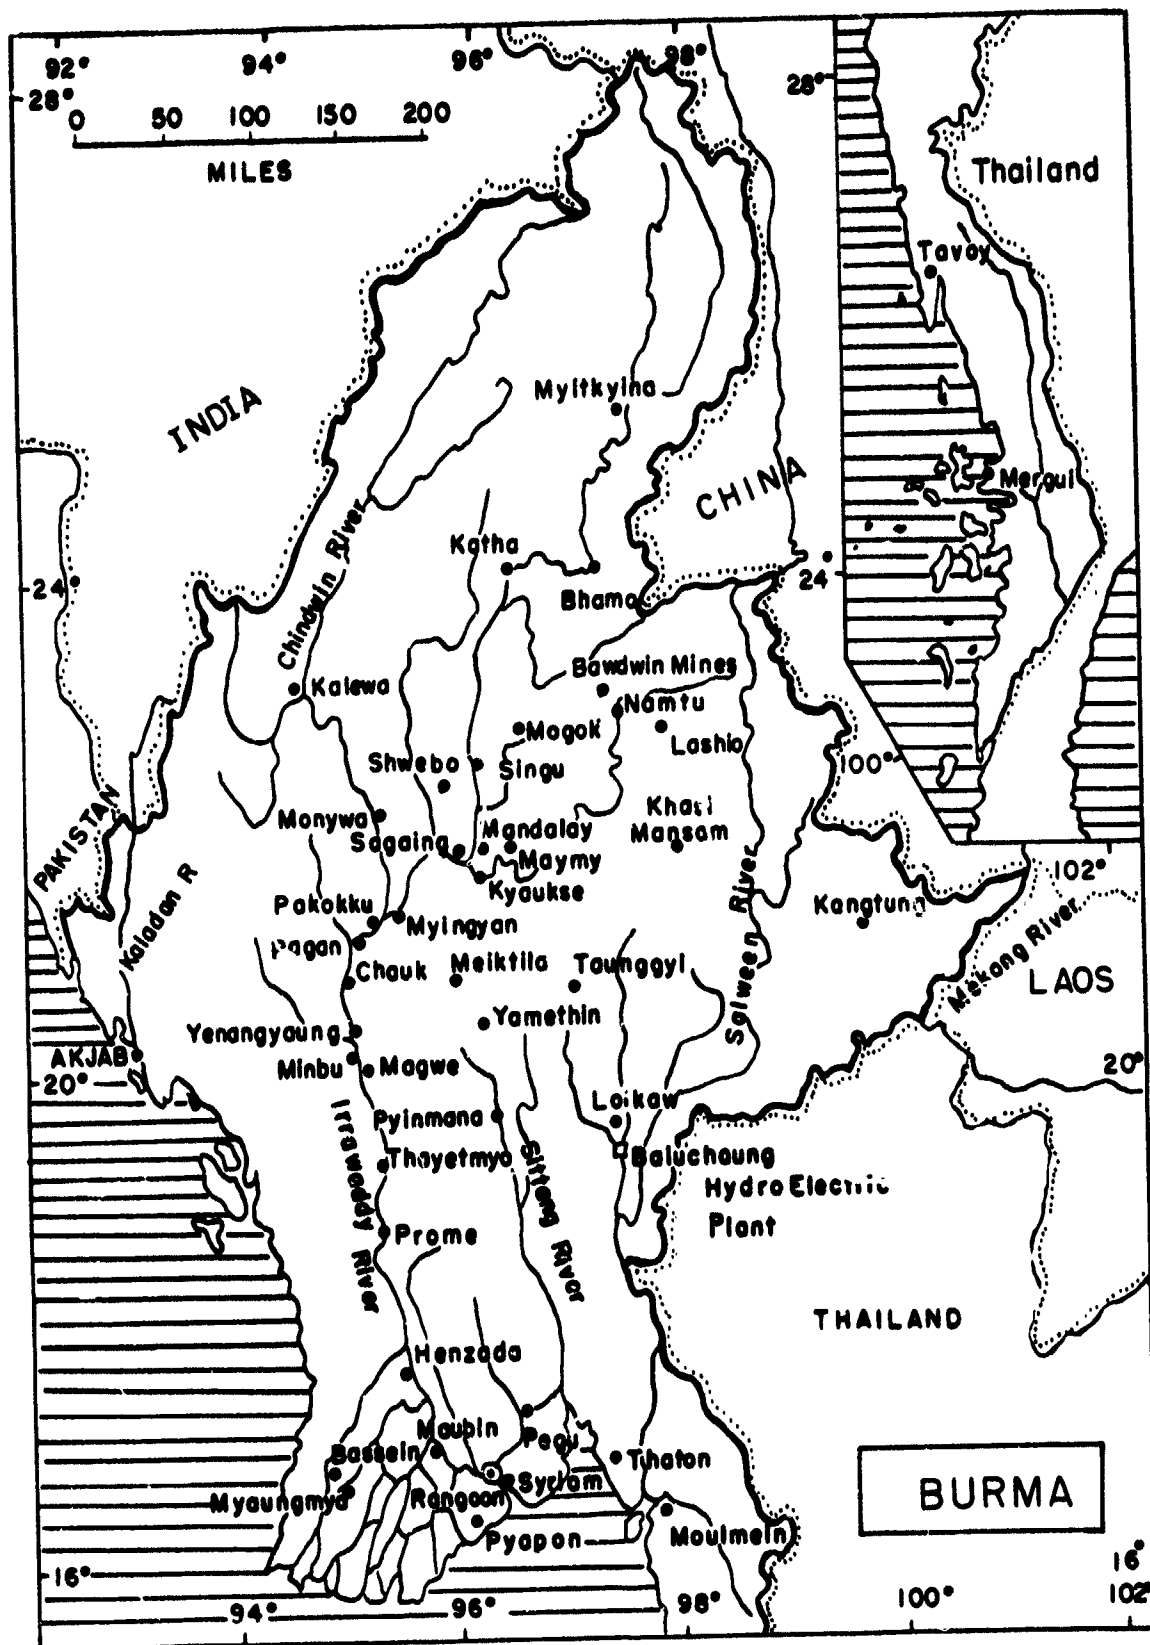 92°
94°
96°
98°
28°
28°
0 50 100 150 200
MILES
Thailand
Tavoy
INDIA
Myitkyina
CHINA
Mergui
Chindwin River
Katha
24°
24°
Bhamo
Bawdwin Mines
Kalewa
Namtu
Mogok
Lashio
Shwebo
Singu
100°
PAKISTAN
Monywa
Khasi
Mansam
Sagaing
Mandalay
Maymy
Kyaukse
102°
Kaladan R
Pakokku
Myingyan
Kangtung
Pagan
Chauk
Meiktila
Taunggyi
Salween River
Mekong River
LAOS
Yenangyaung
Yamethin
AKJAB
Minbu
Magwe
20°
20°
Loikaw
Pyinmana
Irrawaddy River
Thayetmyo
Sittang River
Baluchaung
Hydro Electric
Plant
Prome
THAILAND
Henzada
Maubin
Pegu
Bassein
Thaton
Syriam
Myaungmya
Rangoon
BURMA
Pyapon
Moulmein
16°
16°
94°
96°
98°
100°
102°